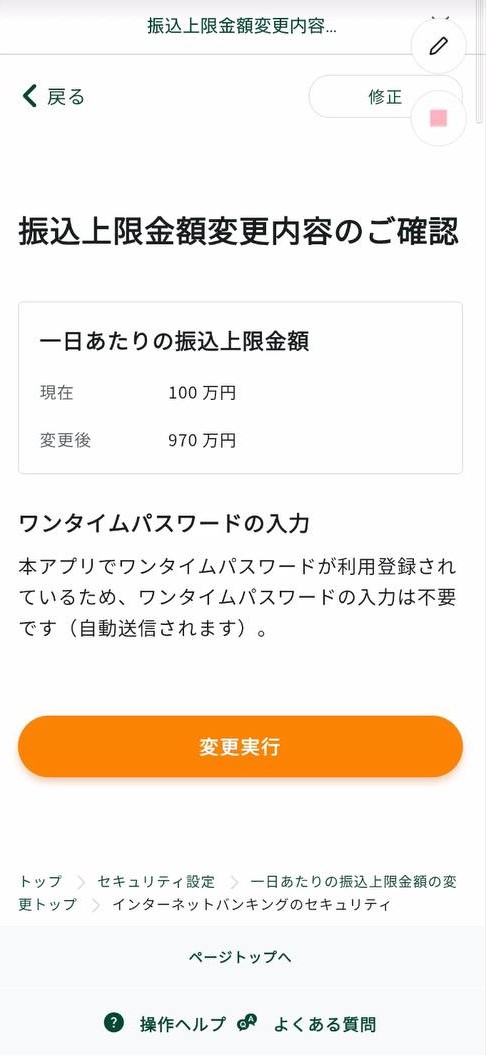 振込上限金額変更内容...
戻る
修正
振込上限金額変更内容のご確認
一日あたりの振込上限金額
現在 100 万円
変更後 970 万円
ワンタイムパスワードの入力
本アプリでワンタイムパスワードが利用登録され
ているため、ワンタイムパスワードの入力は不要
です（自動送信されます）。
変更実行
トップ > セキュリティ設定 > 一日あたりの振込上限金額の変
更トップ > インターネットバンキングのセキュリティ
ページトップへ
? 操作ヘルプ Q A よくある質問